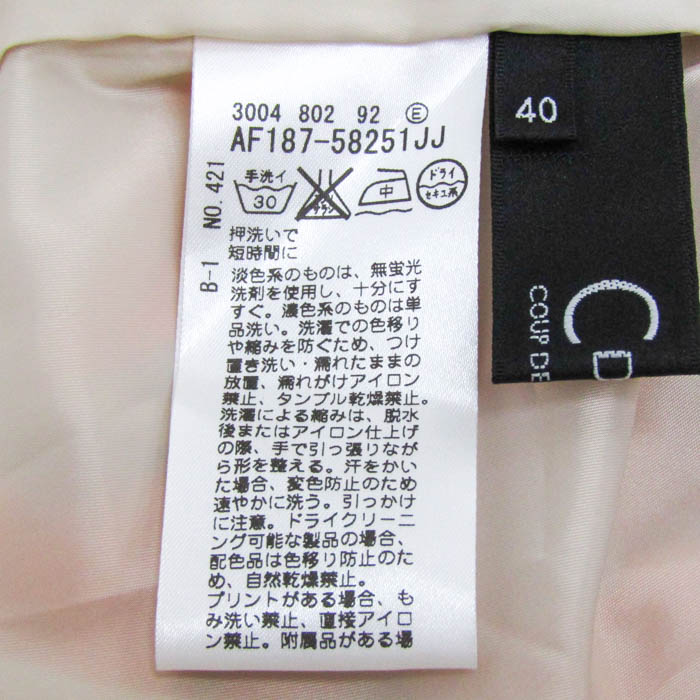 3004 802 92 Ⓔ
AF187-58251JJ
B-1 NO.421
手洗イ
30
中
ドライ
セキユ系
押洗いで
短時間に
淡色系のものは、無蛍光
洗剤を使用し、十分にす
すぐ。濃色系のものは単
品洗い。洗濯での色移り
や縮みを防ぐため、つけ
置き洗い・濡れたままの
放置、濡れがけアイロン
禁止、タンブル乾燥禁止。
洗濯による縮みは、脱水
後またはアイロン仕上げ
の際、手で引っ張りなが
ら形を整える。汗をかい
た場合、変色防止のため
速やかに洗う。引っかけ
に注意。ドライクリーニ
ング可能な製品の場合、
配色品は色移り防止のた
め、自然乾燥禁止。
プリントがある場合、も
み洗い禁止、直接アイロ
ン禁止。附属品がある場
40
COUP DE